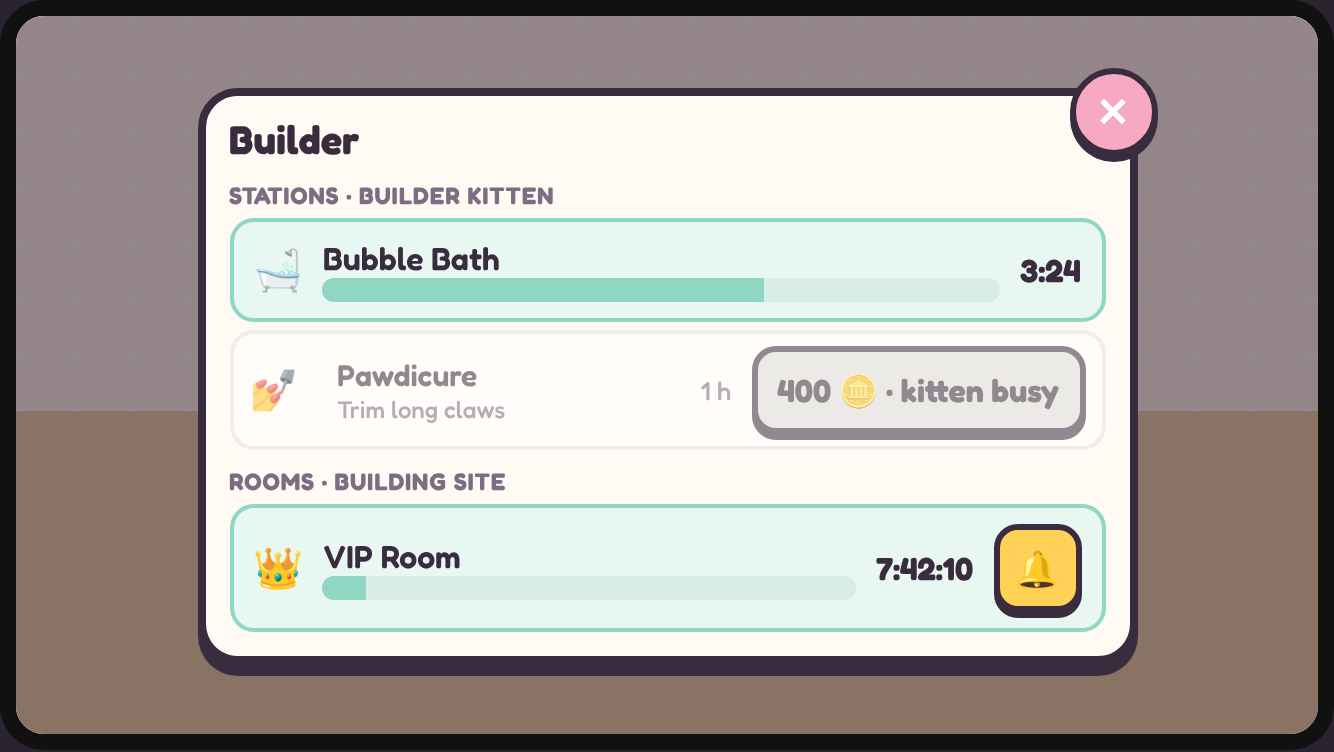 Builder
STATIONS · BUILDER KITTEN
Bubble Bath
3:24
Pawdicure
Trim long claws
1 h
400 🪙 · kitten busy
ROOMS · BUILDING SITE
VIP Room
7:42:10